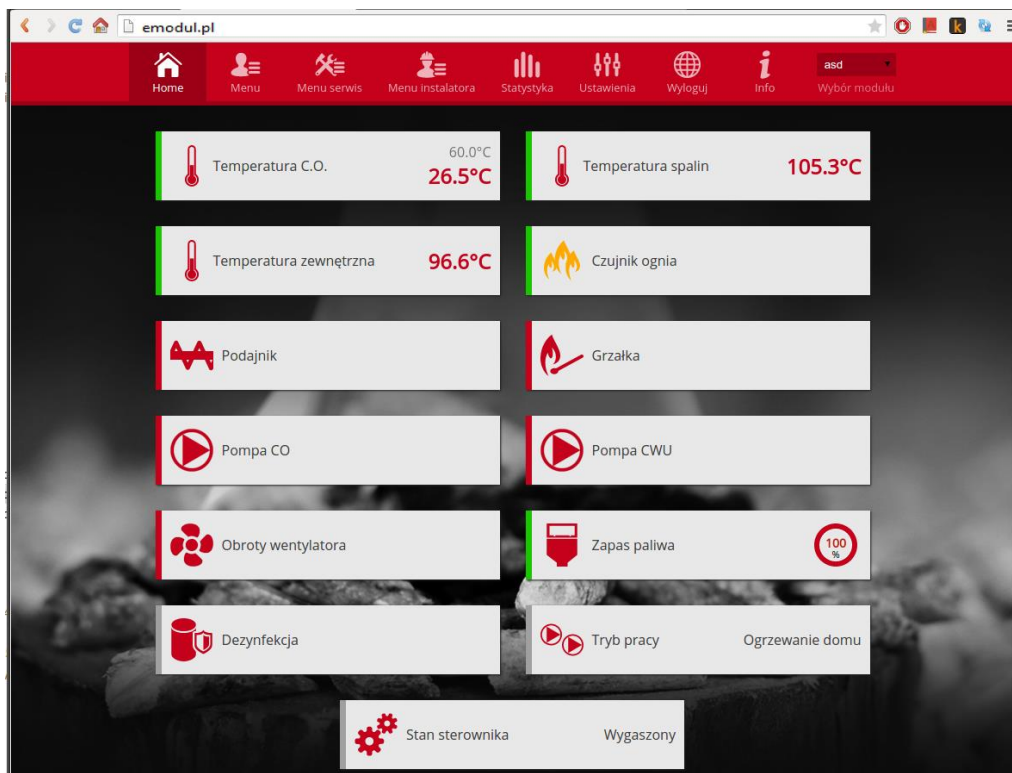 emodul.pl
Home
Menu
Menu serwis
Menu instalatora
Statystyka
Ustawienia
Wyloguj
Info
asd
Wybór modułu
Temperatura C.O.
60.0°C
26.5°C
Temperatura spalin
105.3°C
Temperatura zewnętrzna
96.6°C
Czujnik ognia
Podajnik
Grzałka
Pompa CO
Pompa CWU
Obroty wentylatora
Zapas paliwa
100
%
Dezynfekcja
Tryb pracy
Ogrzewanie domu
Stan sterownika
Wygaszony